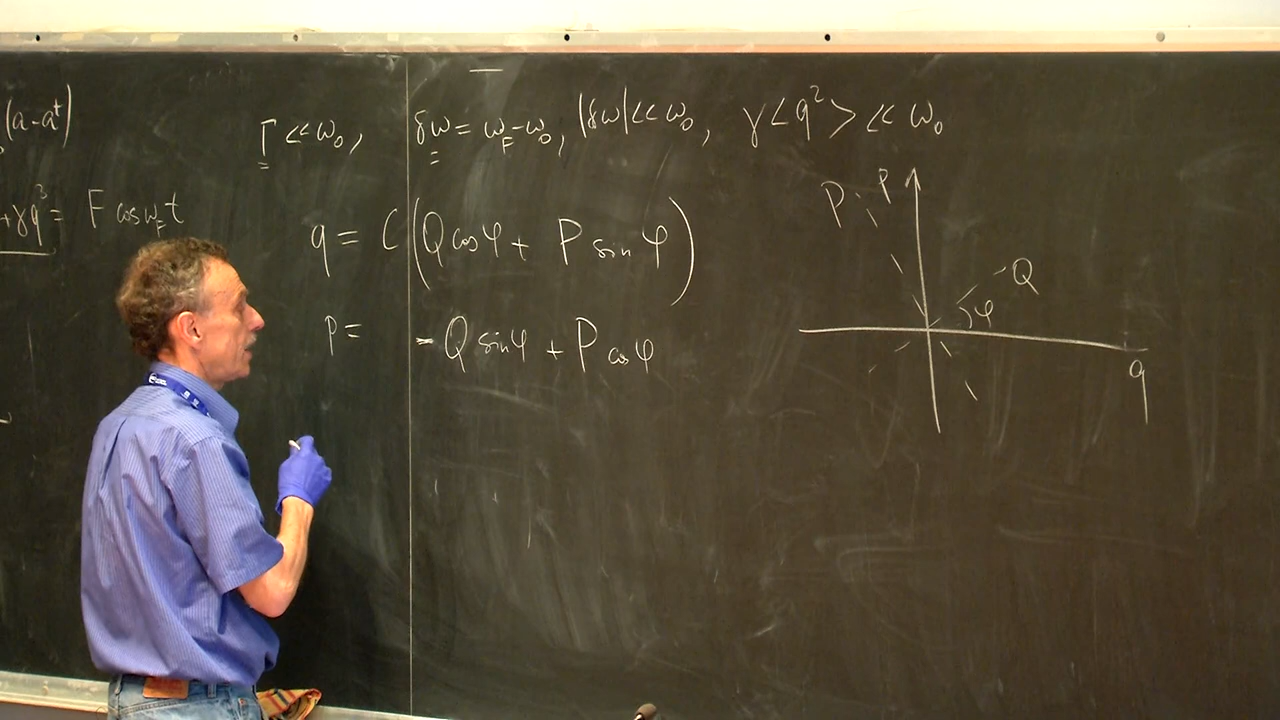 (a-a†)
Γ << ω₀, δω = ω_F - ω₀, |δω| << ω₀, γ<q²> << ω₀
+γq³ = F cos ω_F t
q = C(Q cos φ + P sin φ)
p = -Q sin φ + P cos φ
P p
Q
φ
q